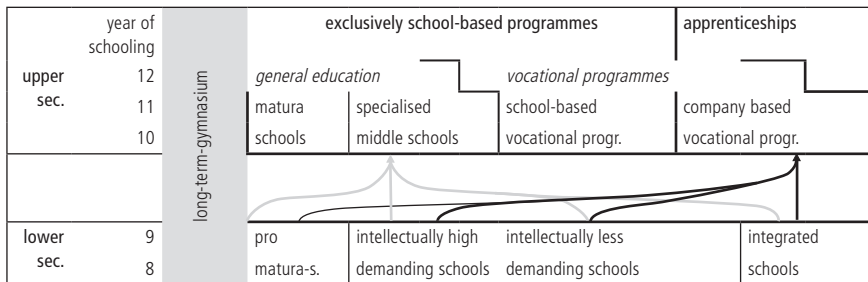 year of schooling exclusively school-based programmes apprenticeships
upper sec. 12 general education vocational programmes
11 matura specialised school-based company based
10 schools middle schools vocational progr. vocational progr.
long-term-gymnasium
lower sec. 9 pro intellectually high intellectually less integrated
8 matura-s. demanding schools demanding schools schools